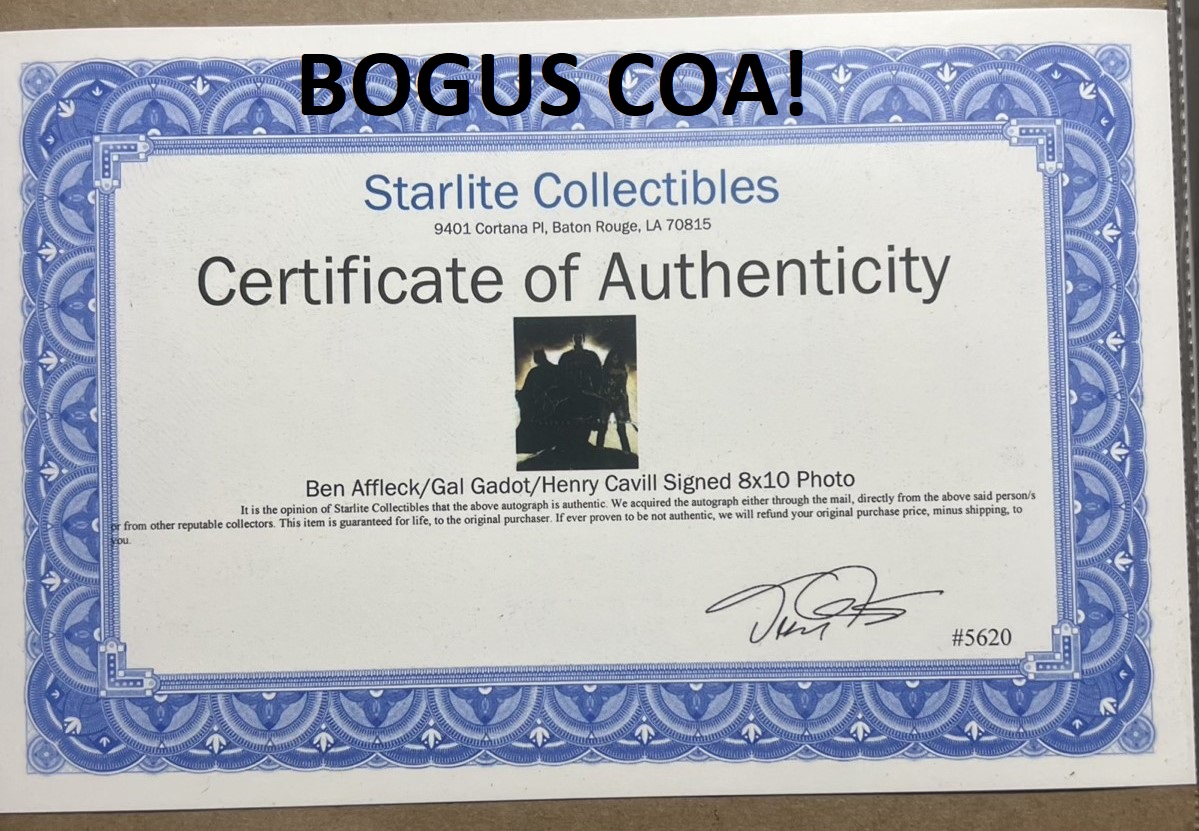 BOGUS COA!
Starlite Collectibles
9401 Cortana Pl, Baton Rouge, LA 70815
Certificate of Authenticity
Ben Affleck/Gal Gadot/Henry Cavill Signed 8x10 Photo
It is the opinion of Starlite Collectibles that the above autograph is authentic. We acquired the autograph either through the mail, directly from the above said person/s
or from other reputable collectors. This item is guaranteed for life, to the original purchaser. If ever proven to be not authentic, we will refund your original purchase price, minus shipping, to
you.
#5620